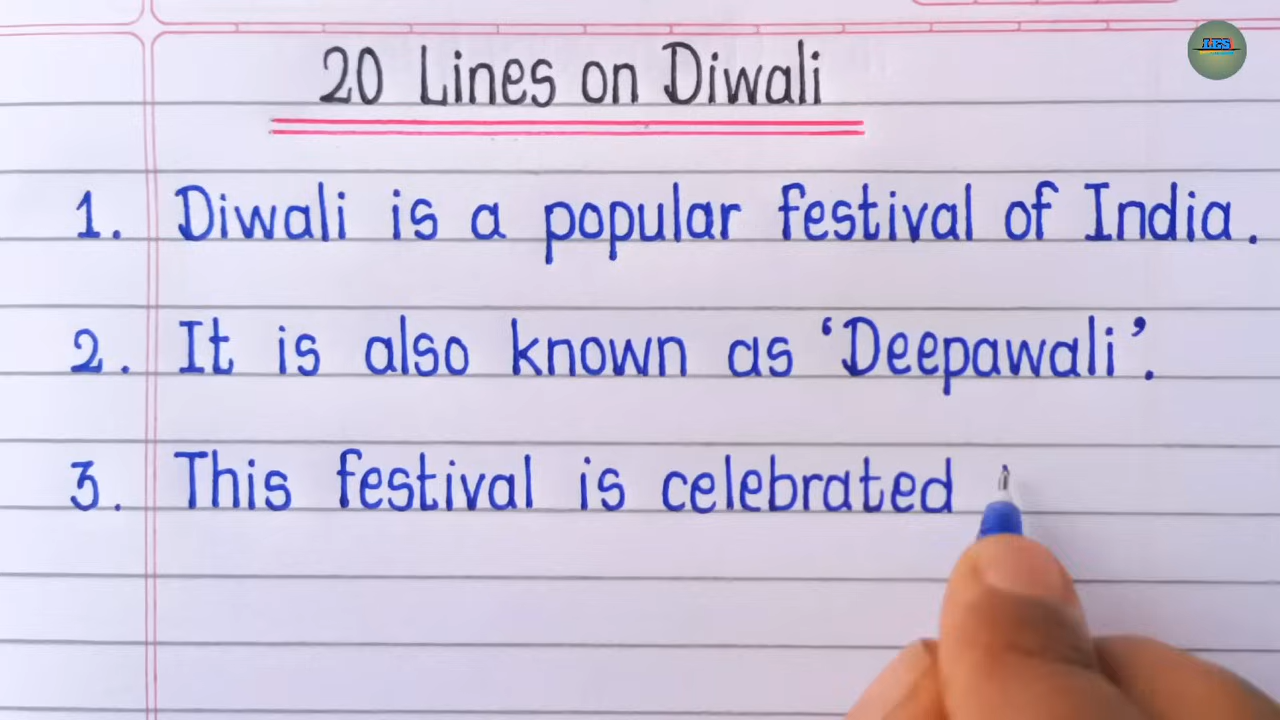 20 Lines on Diwali
LES
1. Diwali is a popular festival of India.
2. It is also known as ‘Deepawali’.
3. This festival is celebrated